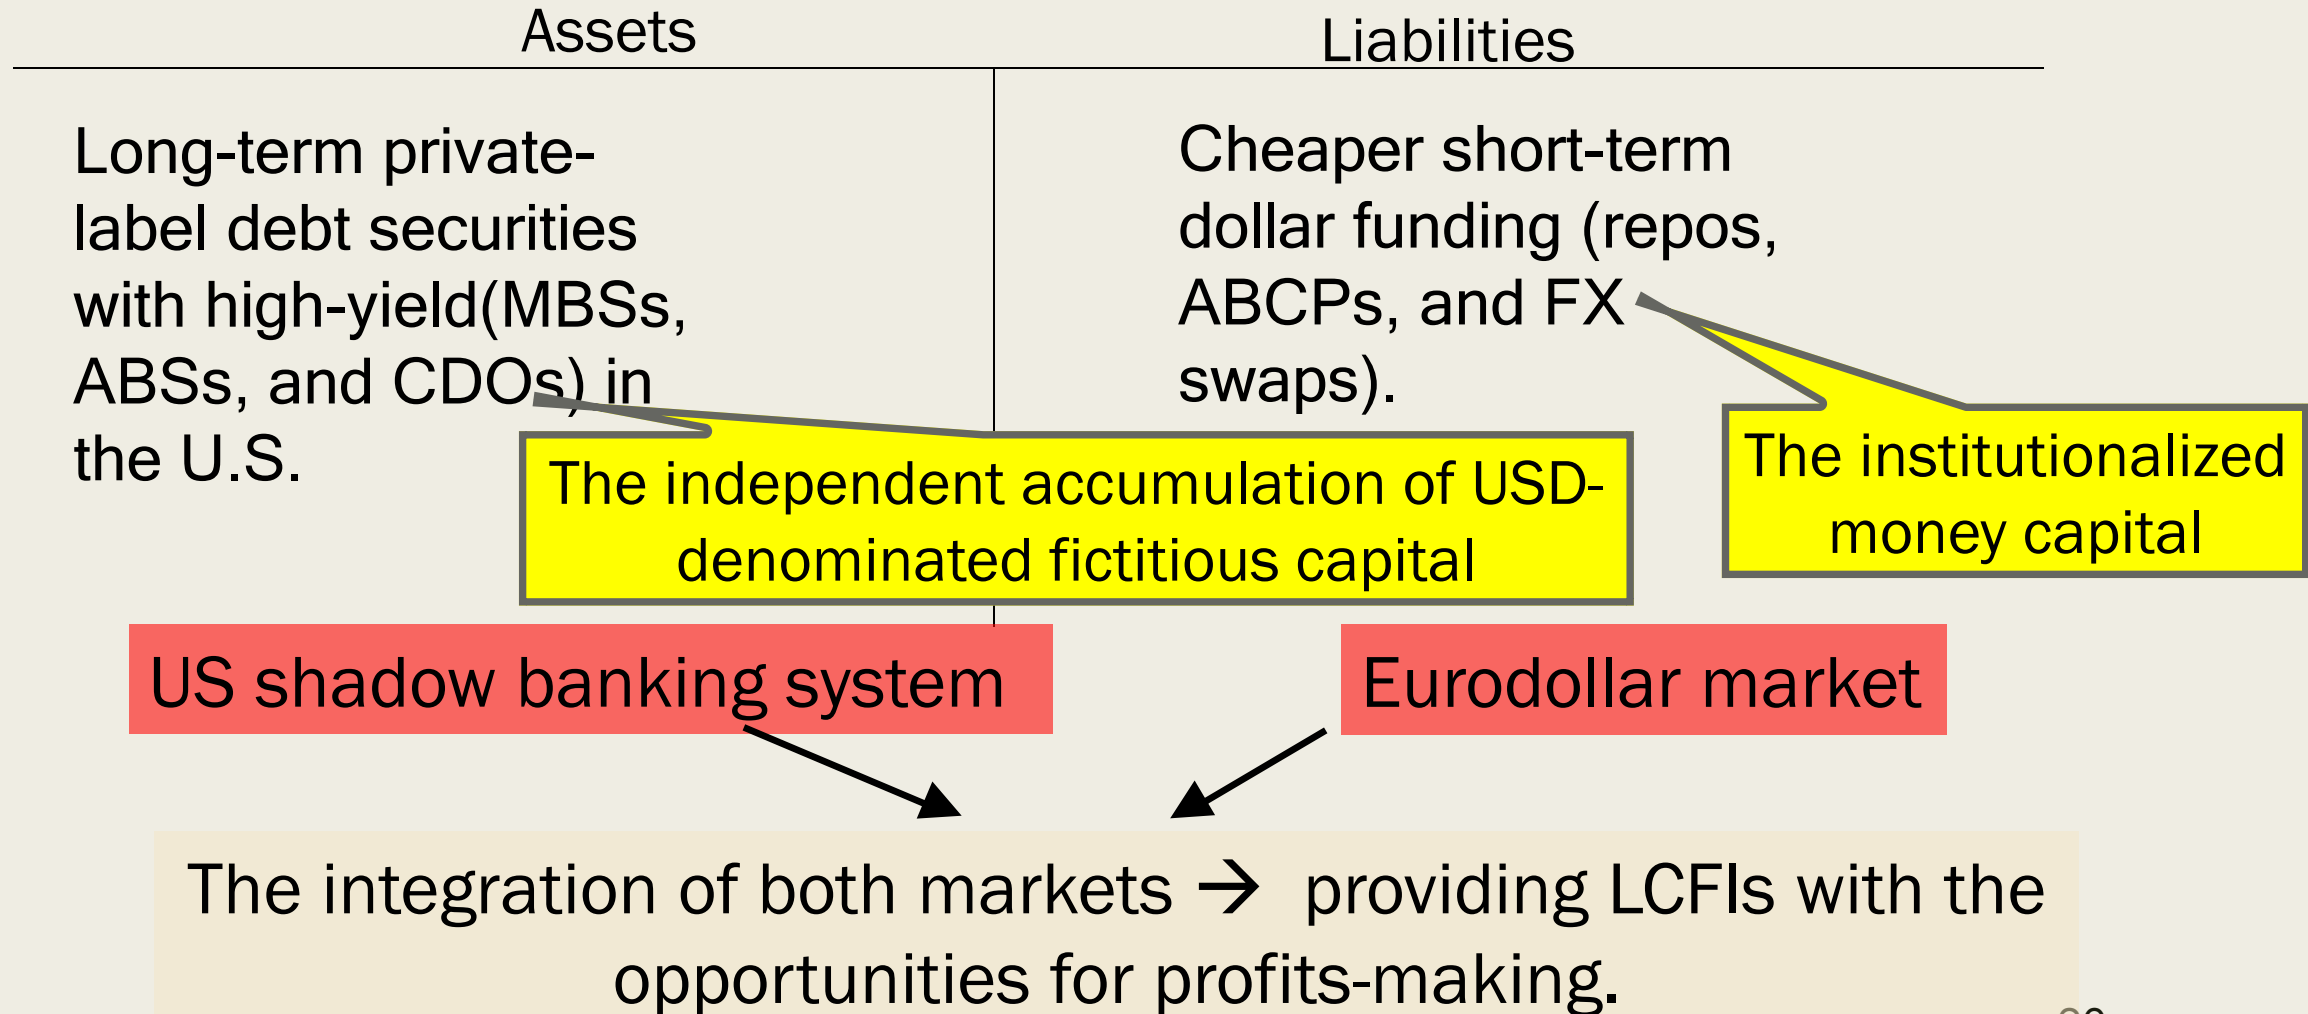 Assets
Liabilities
Long-term private-
label debt securities
with high-yield(MBSs,
ABSs, and CDOs) in
the U.S.
Cheaper short-term
dollar funding (repos,
ABCPs, and FX
swaps).
The independent accumulation of USD-
denominated fictitious capital
The institutionalized
money capital
US shadow banking system
Eurodollar market
The integration of both markets → providing LCFIs with the
opportunities for profits-making.